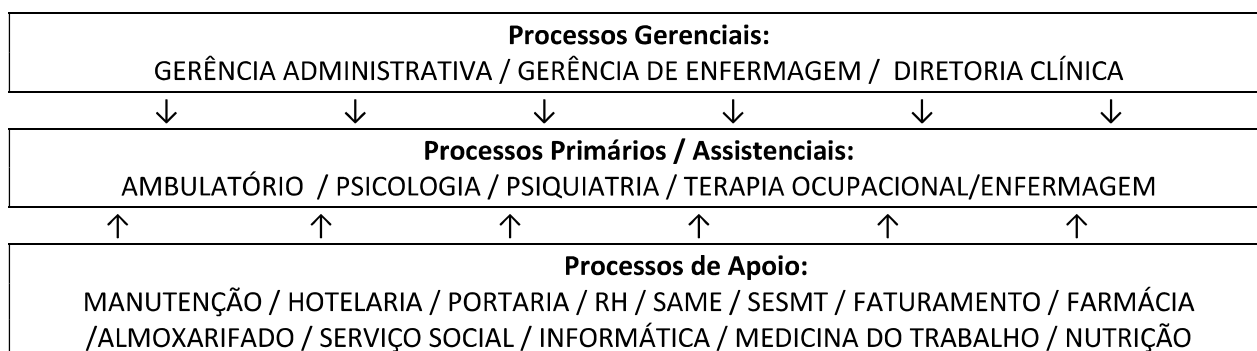 Processos Gerenciais:
GERÊNCIA ADMINISTRATIVA / GERÊNCIA DE ENFERMAGEM / DIRETORIA CLÍNICA
↓ ↓ ↓ ↓ ↓ ↓
Processos Primários / Assistenciais:
AMBULATÓRIO / PSICOLOGIA / PSIQUIATRIA / TERAPIA OCUPACIONAL/ENFERMAGEM
↑ ↑ ↑ ↑ ↑ ↑
Processos de Apoio:
MANUTENÇÃO / HOTELARIA / PORTARIA / RH / SAME / SESMT / FATURAMENTO / FARMÁCIA
/ALMOXARIFADO / SERVIÇO SOCIAL / INFORMÁTICA / MEDICINA DO TRABALHO / NUTRIÇÃO